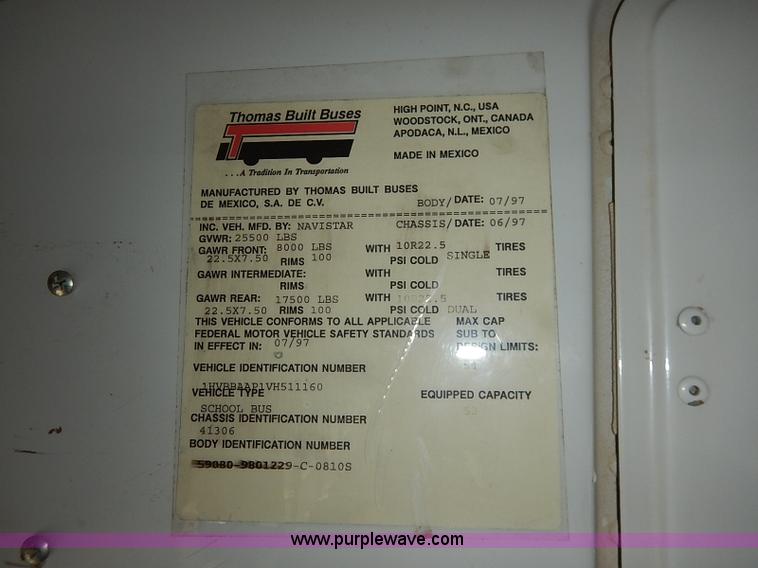 Thomas Built Buses
...A Tradition In Transportation
HIGH POINT, N.C., USA
WOODSTOCK, ONT., CANADA
APODACA, N.L., MEXICO
MADE IN MEXICO
MANUFACTURED BY THOMAS BUILT BUSES
DE MEXICO, S.A. DE C.V. BODY/DATE: 07/97
INC. VEH. MFD. BY: NAVISTAR CHASSIS/DATE: 06/97
GVWR: 25500 LBS
GAWR FRONT: 8000 LBS WITH 10R22.5 TIRES
22.5X7.50 RIMS 100 PSI COLD SINGLE
GAWR INTERMEDIATE: WITH TIRES
RIMS PSI COLD
GAWR REAR: 17500 LBS WITH 10R22.5 TIRES
22.5X7.50 RIMS 100 PSI COLD DUAL
THIS VEHICLE CONFORMS TO ALL APPLICABLE MAX CAP
FEDERAL MOTOR VEHICLE SAFETY STANDARDS SUB TO
IN EFFECT IN: 07/97 DESIGN LIMITS:
VEHICLE IDENTIFICATION NUMBER
1HVBBAAP1VH511160
VEHICLE TYPE EQUIPPED CAPACITY
SCHOOL BUS
CHASSIS IDENTIFICATION NUMBER
41306
BODY IDENTIFICATION NUMBER
59080-9801229-C-0810S
www.purplewave.com